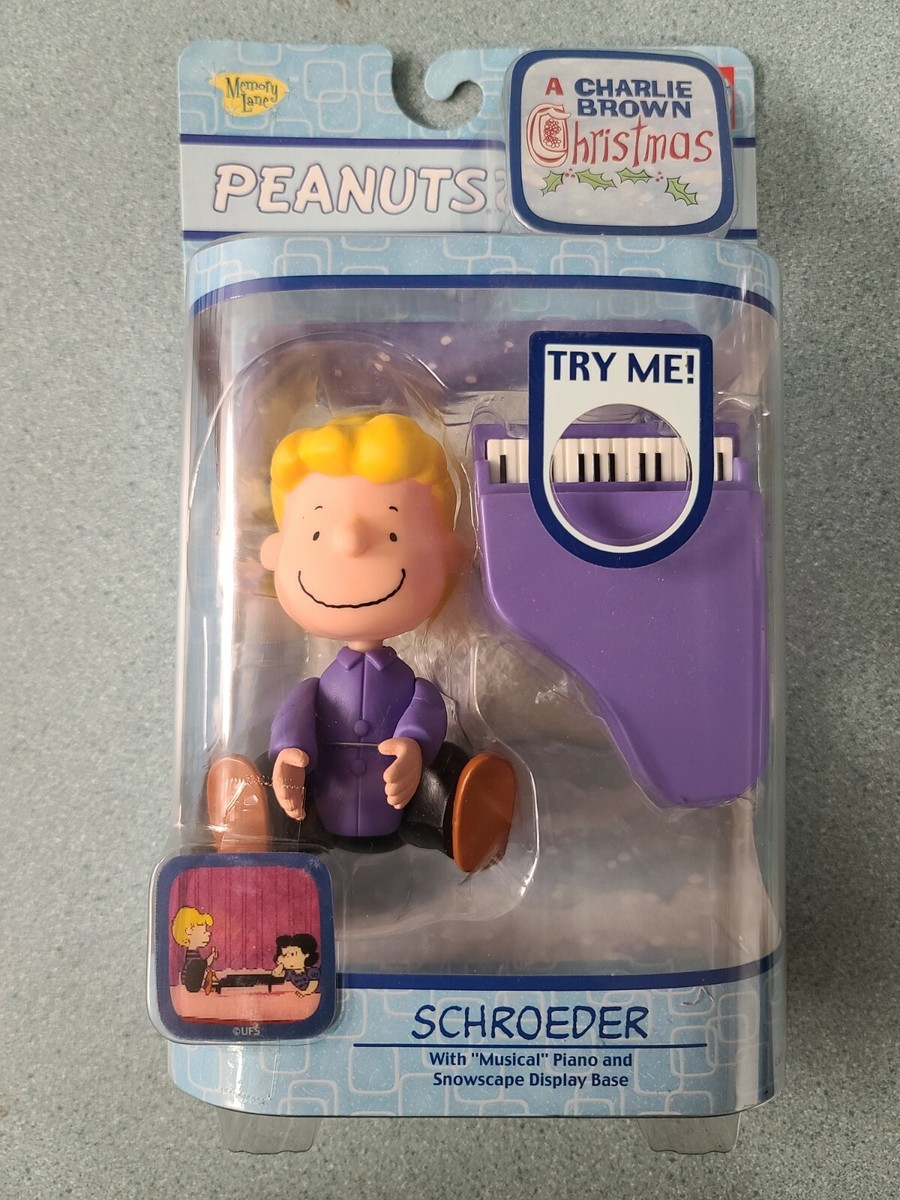 Memory
Lane
PEANUTS
A CHARLIE
BROWN
Christmas
TRY ME!
©UFS
SCHROEDER
With "Musical" Piano and
Snowscape Display Base